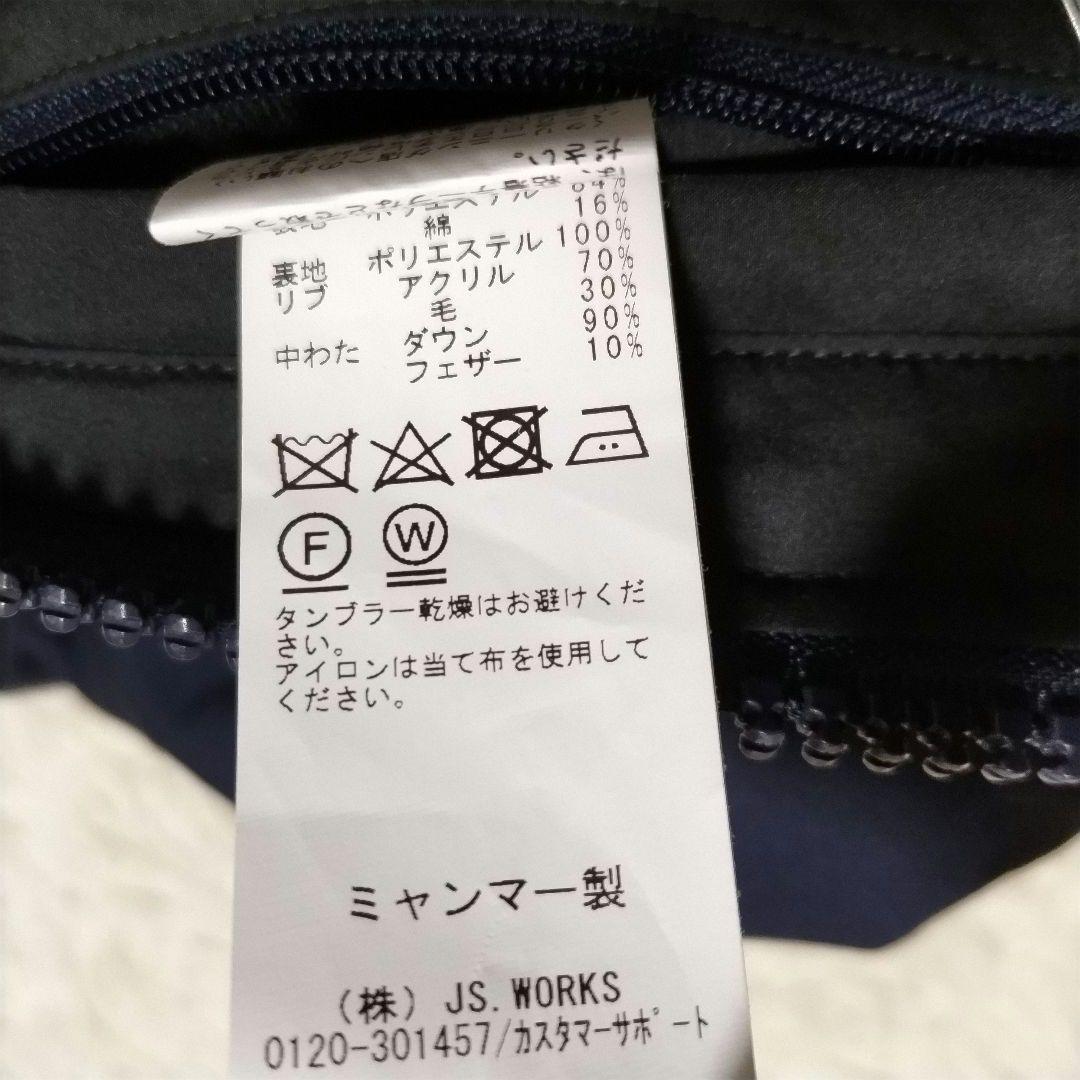 ださい。
綿 16%
裏地 ポリエステル 100%
リブ アクリル 70%
毛 30%
中わた ダウン 90%
フェザー 10%
F W
タンブラー乾燥はお避けくだ
さい。
アイロンは当て布を使用して
ください。
ミャンマー製
(株) JS.WORKS
0120-301457/カスタマーサポート